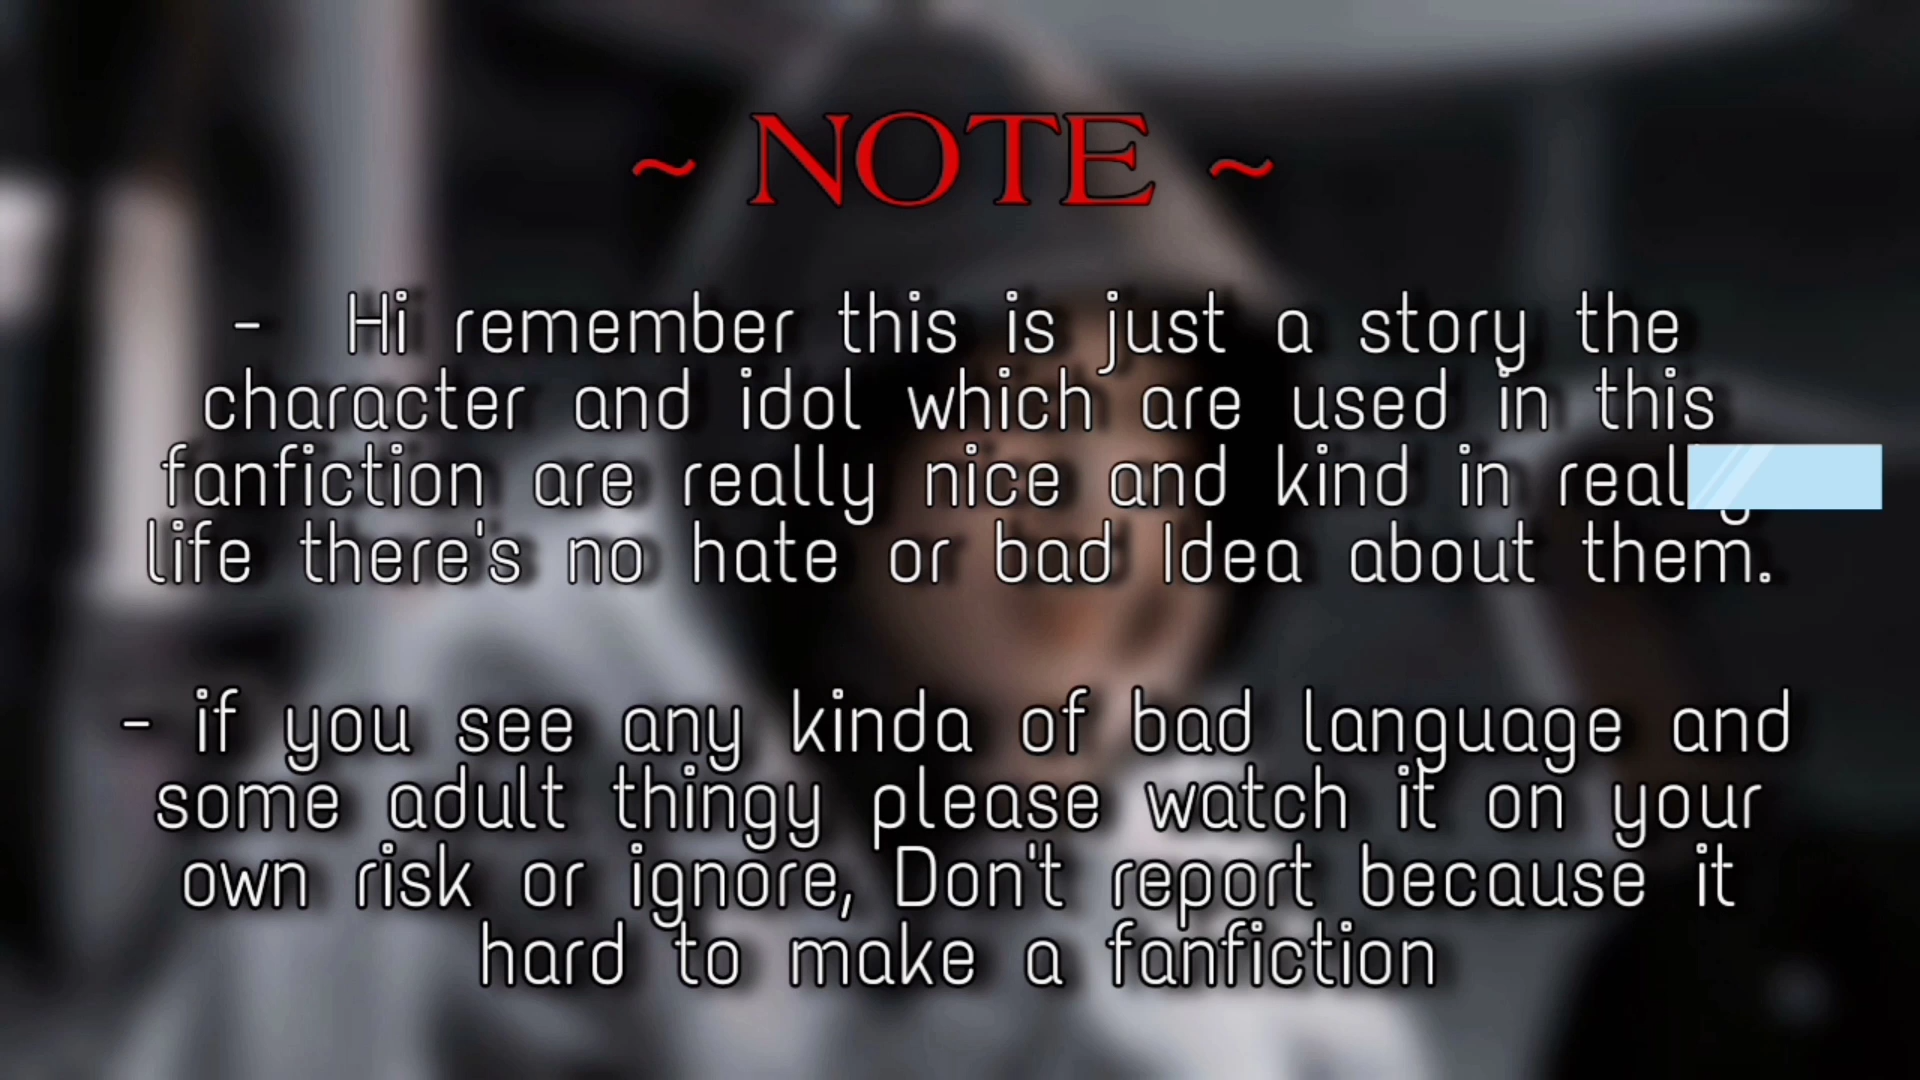 ~ NOTE ~
- Hi remember this is just a story the
character and idol which are used in this
fanfiction are really nice and kind in
life there's no hate or bad Idea about them.
- if you see any kinda of bad language and
some adult thingy please watch it on your
own risk or ignore, Don't report because it
hard to make a fanfiction